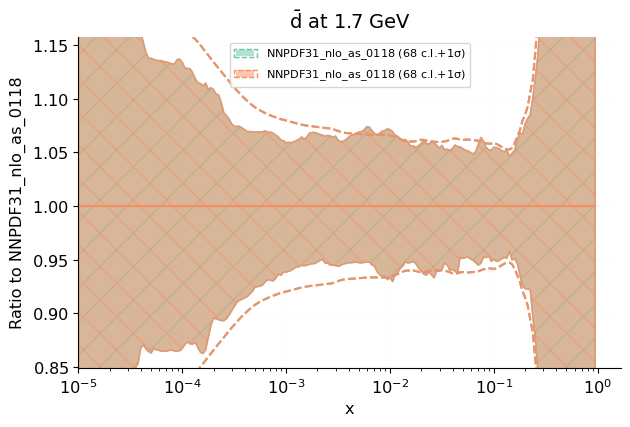 d̄ at 1.7 GeV
NNPDF31_nlo_as_0118 (68 c.l.+1σ)
NNPDF31_nlo_as_0118 (68 c.l.+1σ)
Ratio to NNPDF31_nlo_as_0118
1.15
1.10
1.05
1.00
0.95
0.90
0.85
10⁻⁵ 10⁻⁴ 10⁻³ 10⁻² 10⁻¹ 10⁰
x